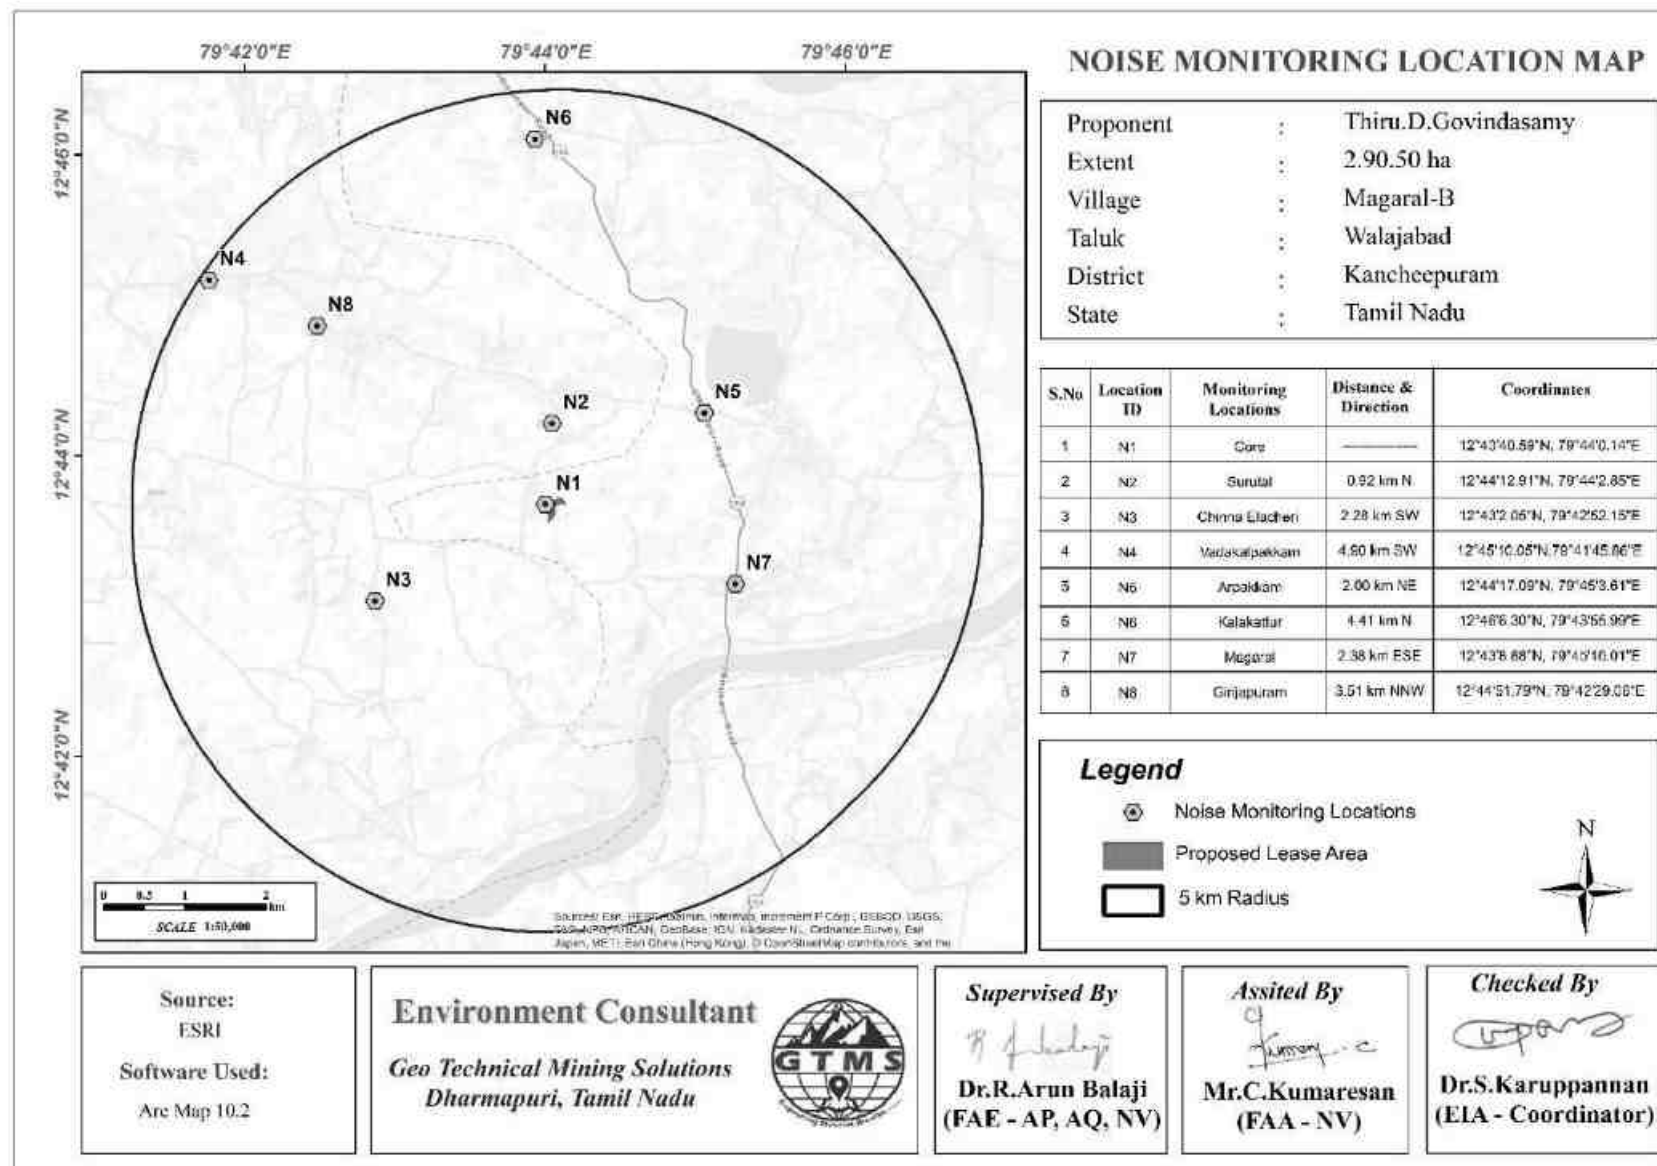 79°42'0"E 79°44'0"E 79°46'0"E
NOISE MONITORING LOCATION MAP
12°46'0"N
12°44'0"N
12°42'0"N
N6
N4
N8
N5
N2
N1
N7
N3
0 0.5 1 2
km
SCALE 1:50,000
Proponent : Thiru.D.Govindasamy
Extent : 2.90.50 ha
Village : Magaral-B
Taluk : Walajabad
District : Kancheepuram
State : Tamil Nadu
S.No Location ID Monitoring Locations Distance & Direction Coordinates
1 N1 Core 12°43'40.59"N, 79°44'0.14"E
2 N2 0.92 km N 12°44'12.91"N, 79°44'2.85"E
3 N3 Chinna Elacheri 2.28 km SW 12°43'2.05"N, 79°42'52.15"E
4 N4 Vadakalpakkam 4.90 km SW 12°45'10.05"N,79°41'45.86"E
5 N5 Arpakkam 2.00 km NE 12°44'17.09"N, 79°45'3.61"E
6 N6 Kalakattur 4.41 km N 12°46'6.30"N, 79°43'55.99"E
7 N7 Magaral 2.38 km ESE 12°43'8.88"N, 79°45'16.01"E
8 N8 Girijapuram 3.51 km NNW 12°44'51.79"N, 79°42'29.06"E
Legend
Noise Monitoring Locations
Proposed Lease Area
5 km Radius
N
Source:
ESRI
Software Used:
Arc Map 10.2
Environment Consultant
Geo Technical Mining Solutions
Dharmapuri, Tamil Nadu
GTMS
Supervised By
Dr.R.Arun Balaji
(FAE - AP, AQ, NV)
Assited By
Mr.C.Kumaresan
(FAA - NV)
Checked By
Dr.S.Karuppannan
(EIA - Coordinator)